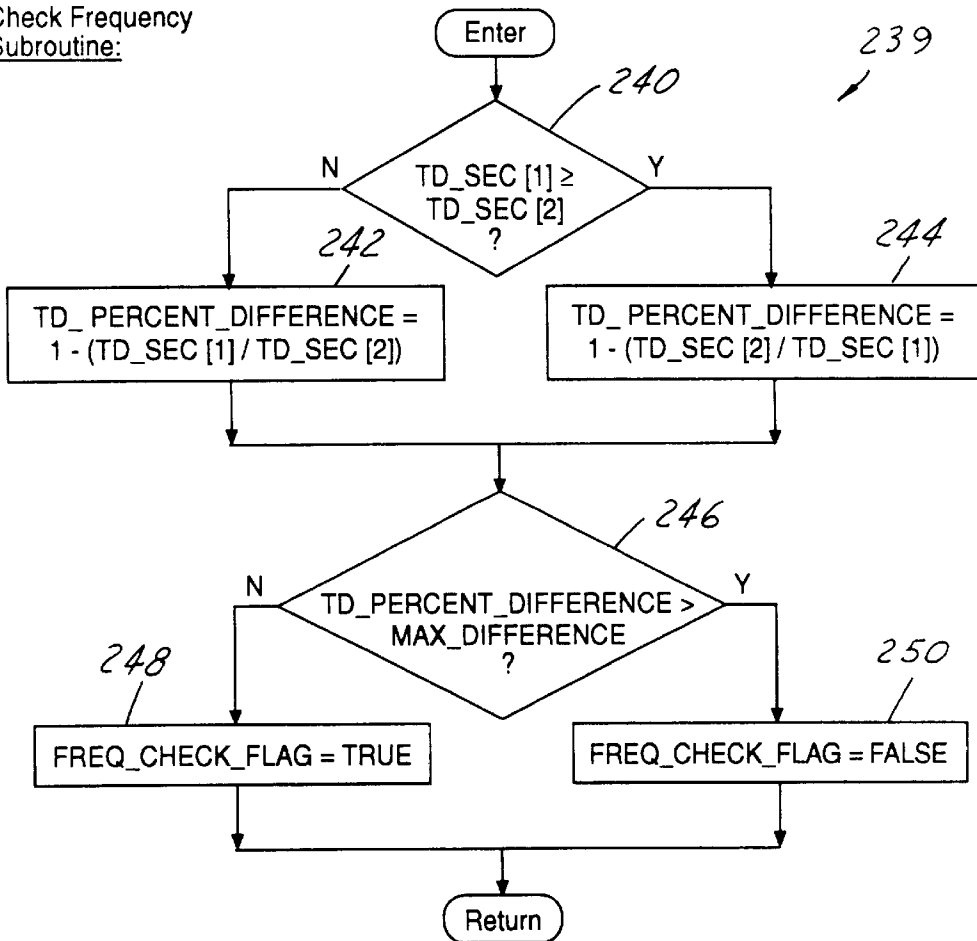 Check Frequency
Subroutine:
Enter
239
240
N
Y
TD_SEC [1] ≥
TD_SEC [2]
?
242
244
TD_ PERCENT_DIFFERENCE =
1 - (TD_SEC [1] / TD_SEC [2])
TD_ PERCENT_DIFFERENCE =
1 - (TD_SEC [2] / TD_SEC [1])
246
N
Y
TD_PERCENT_DIFFERENCE >
MAX_DIFFERENCE
?
248
250
FREQ_CHECK_FLAG = TRUE
FREQ_CHECK_FLAG = FALSE
Return